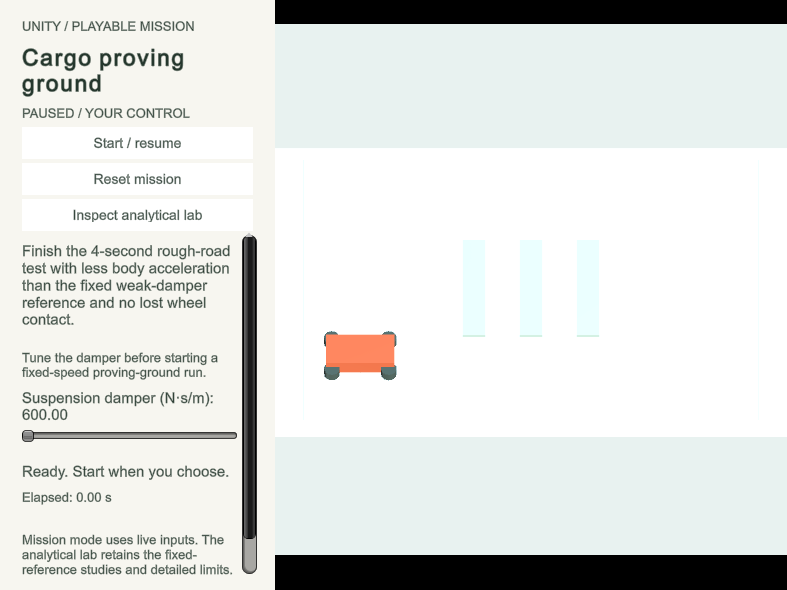 UNITY / PLAYABLE MISSION
Cargo proving
ground
PAUSED / YOUR CONTROL
Start / resume
Reset mission
Inspect analytical lab
Finish the 4-second rough-road
test with less body acceleration
than the fixed weak-damper
reference and no lost wheel
contact.
Tune the damper before starting a
fixed-speed proving-ground run.
Suspension damper (N·s/m):
600.00
Ready. Start when you choose.
Elapsed: 0.00 s
Mission mode uses live inputs. The
analytical lab retains the fixed-
reference studies and detailed limits.